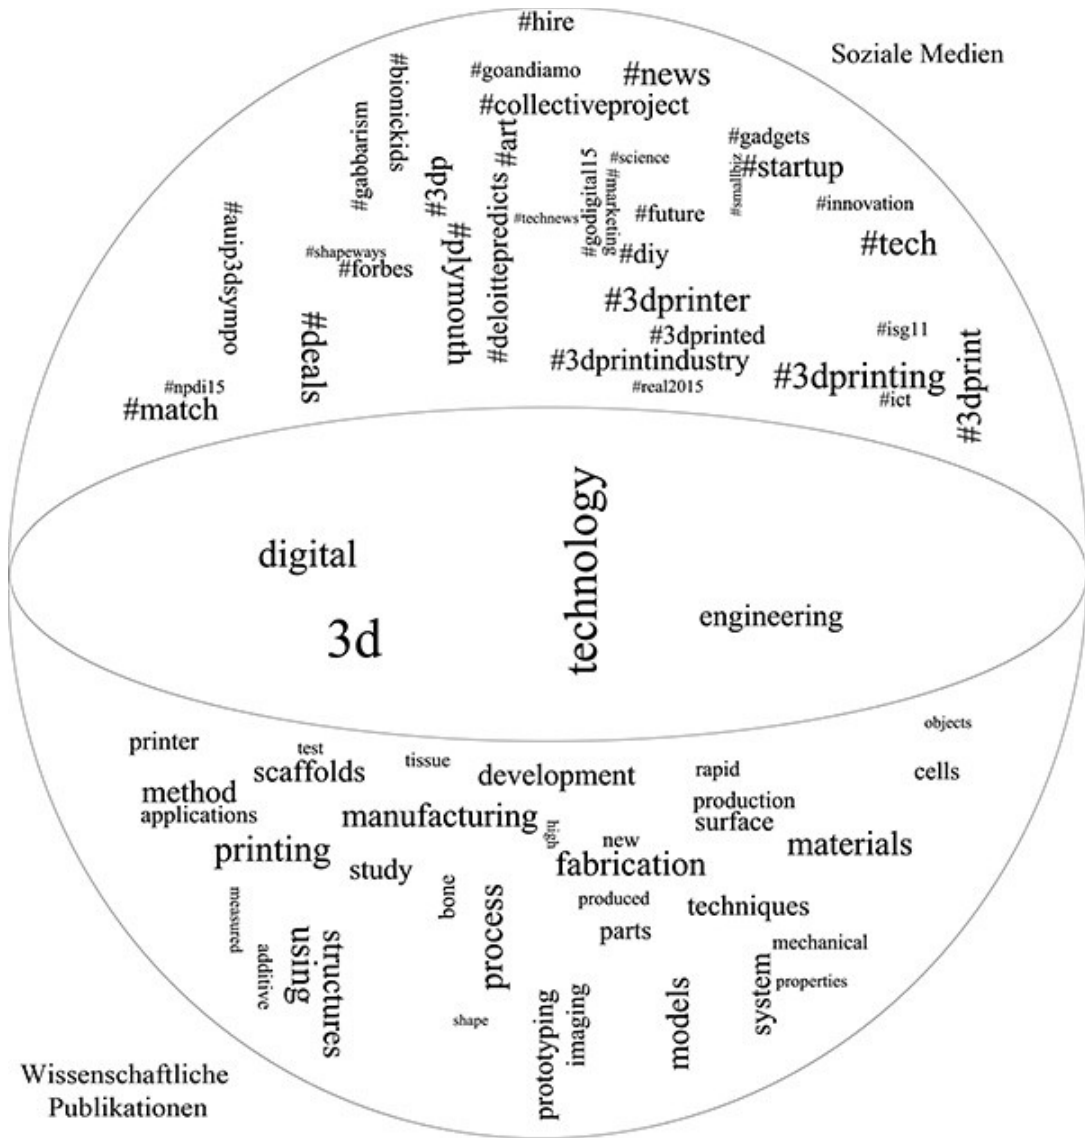 #hire
Soziale Medien
#goandiamo
#news
#bionickids
#collectiveproject
#gabbarism
#art
#gadgets
#3dp
#science
#smallbiz
#startup
#godigital15
#marketing
#deloittepredicts
#technews
#future
#innovation
#auip3dsympo
#plymouth
#shapeways
#forbes
#diy
#tech
#deals
#3dprinter
#3dprinted
#isg11
#3dprintindustry
#3dprinting
#3dprint
#npdi15
#real2015
#ict
#match
technology
digital
engineering
3d
objects
printer
test
tissue
scaffolds
development
rapid
cells
method
production
applications
manufacturing
surface
high
new
materials
printing
fabrication
study
bone
process
produced
techniques
measured
parts
additive
using
structures
mechanical
system
properties
shape
prototyping
imaging
models
Wissenschaftliche
Publikationen